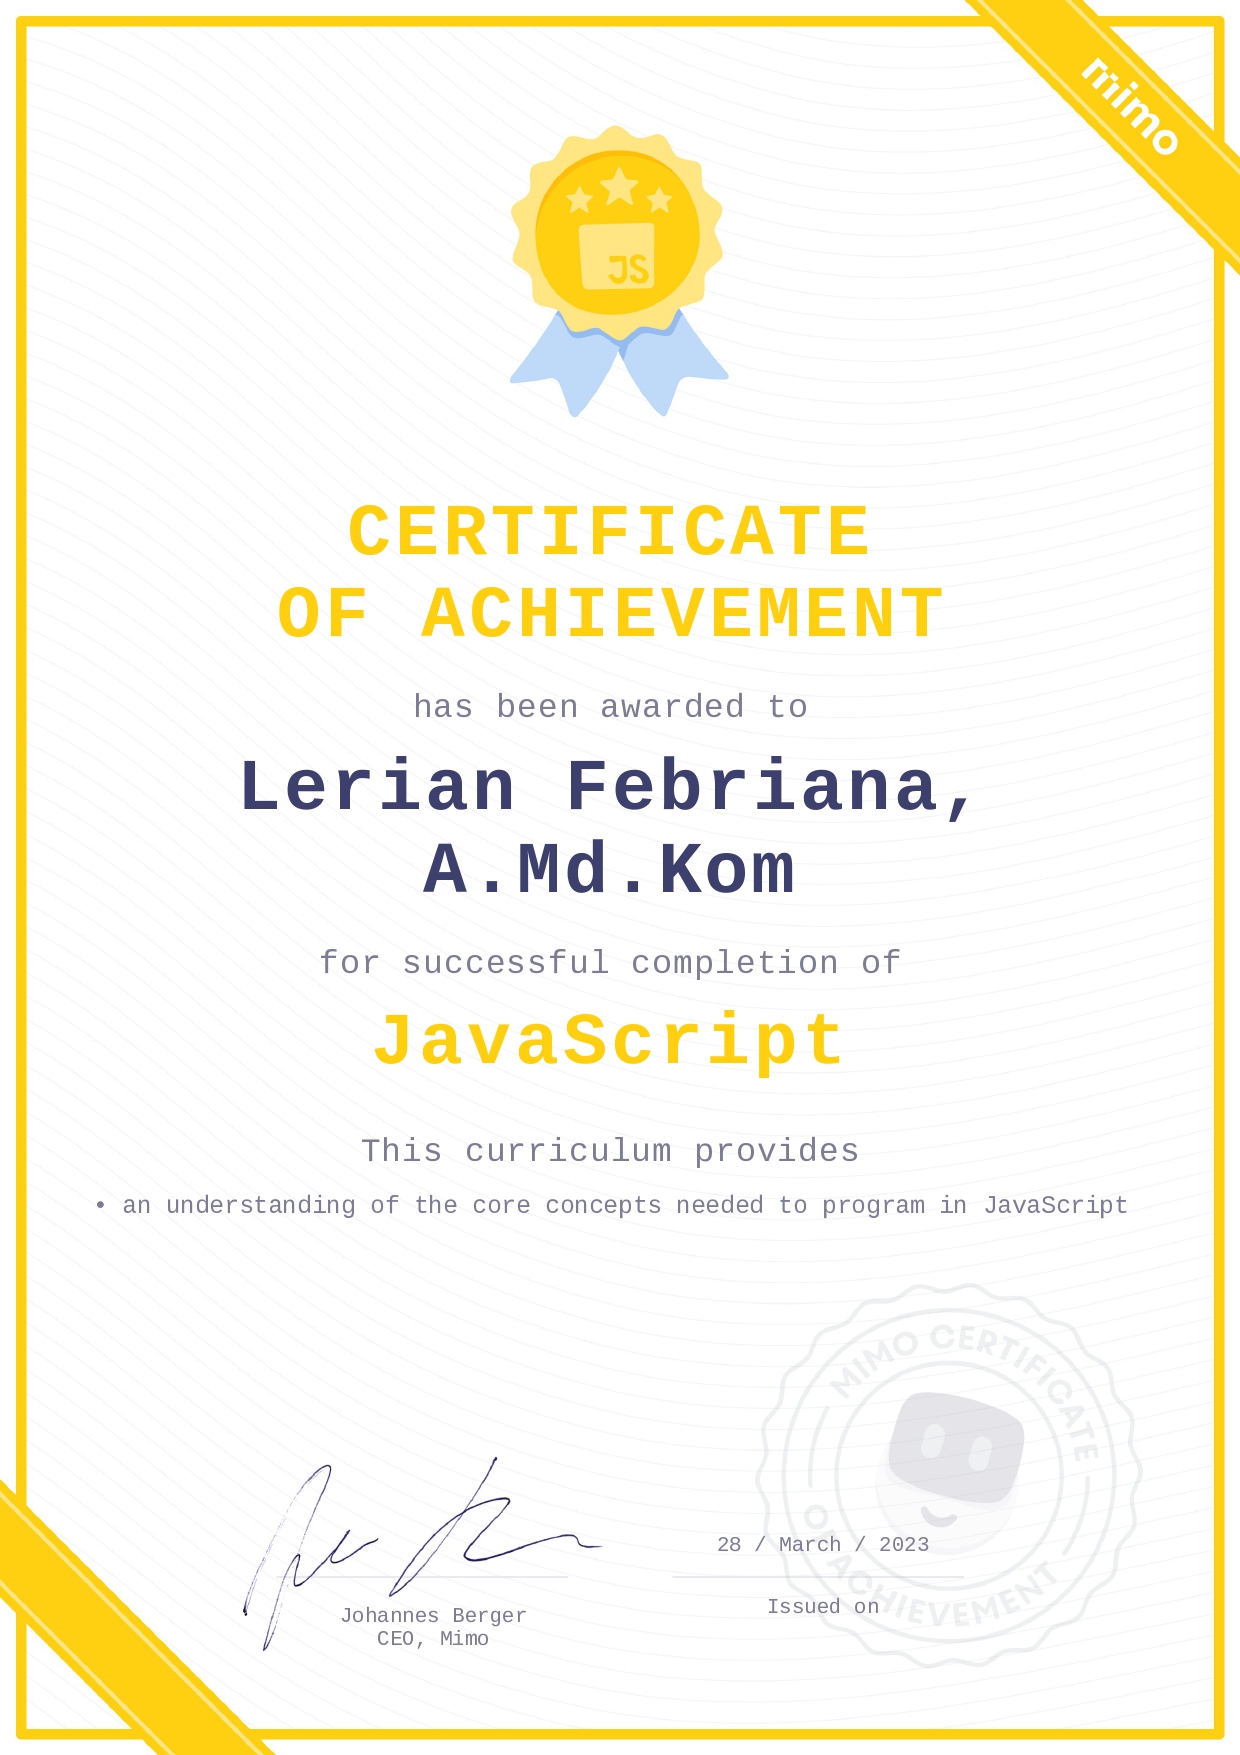 mimo
JS
CERTIFICATE
OF ACHIEVEMENT
has been awarded to
Lerian Febriana,
A.Md.Kom
for successful completion of
JavaScript
This curriculum provides
• an understanding of the core concepts needed to program in JavaScript
MIMO CERTIFICATE
OF ACHIEVEMENT
28 / March / 2023
Issued on
Johannes Berger
CEO, Mimo